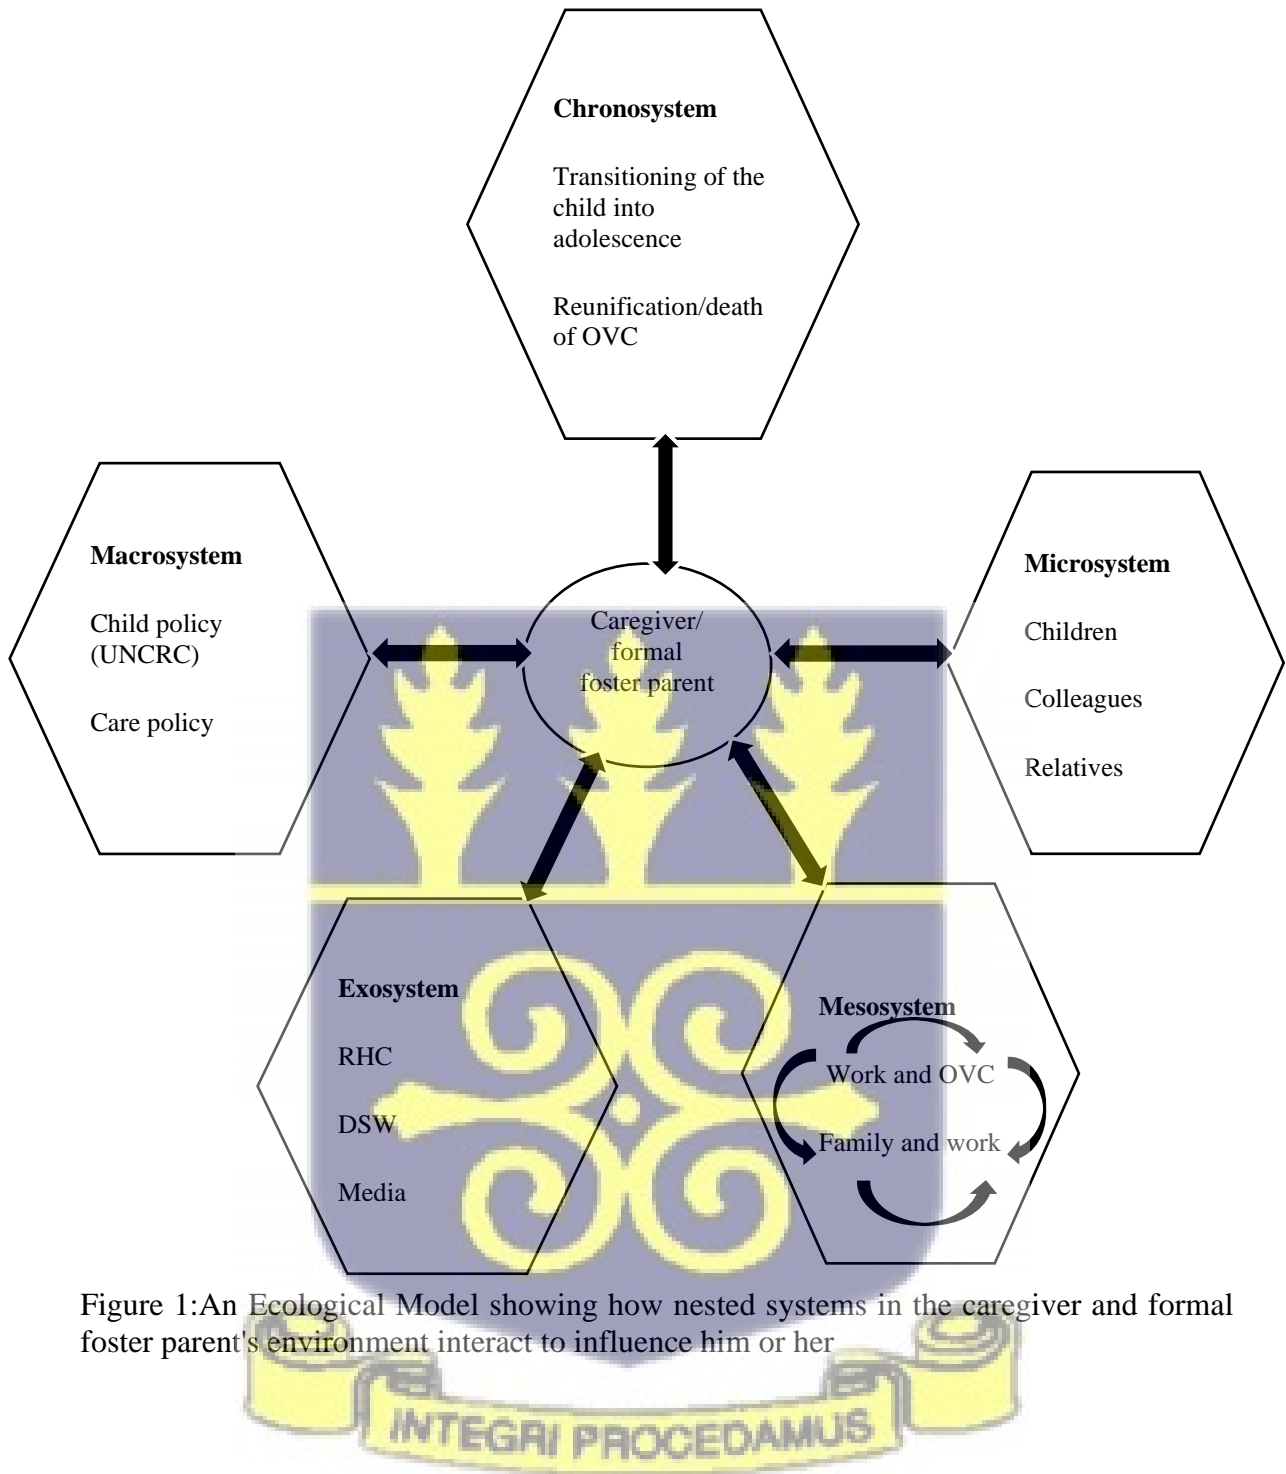 Chronosystem
Transitioning of the
child into
adolescence
Reunification/death
of OVC
Macrosystem
Child policy
(UNCRC)
Care policy
Caregiver/
formal
foster parent
Microsystem
Children
Colleagues
Relatives
Exosystem
RHC
DSW
Media
Mesosystem
Work and OVC
Family and work
Figure 1:An Ecological Model showing how nested systems in the caregiver and formal
foster parent's environment interact to influence him or her
INTEGRI PROCEDAMUS